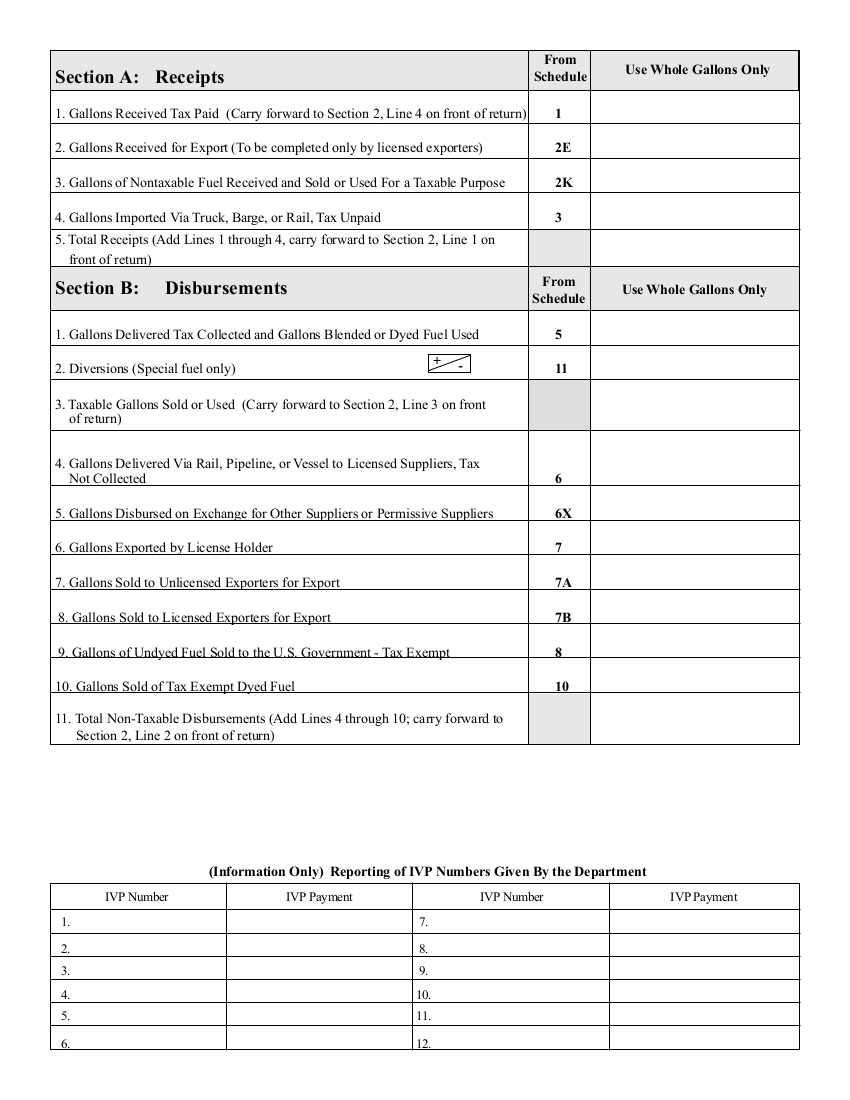 Section A:   Receipts
From
Schedule
Use Whole Gallons Only
1. Gallons Received Tax Paid  (Carry forward to Section 2, Line 4 on front of return)
1
2. Gallons Received for Export (To be completed only by licensed exporters)
2E
3. Gallons of Nontaxable Fuel Received and Sold or Used For a Taxable Purpose
2K
4. Gallons Imported Via Truck, Barge, or Rail, Tax Unpaid
3
5. Total Receipts (Add Lines 1 through 4, carry forward to Section 2, Line 1 on
front of return)
Section B:     Disbursements
From
Schedule
Use Whole Gallons Only
1. Gallons Delivered Tax Collected and Gallons Blended or Dyed Fuel Used
5
2. Diversions (Special fuel only)
+ -
11
3. Taxable Gallons Sold or Used  (Carry forward to Section 2, Line 3 on front
of return)
4. Gallons Delivered Via Rail, Pipeline, or Vessel to Licensed Suppliers, Tax
Not Collected
6
5. Gallons Disbursed on Exchange for Other Suppliers or Permissive Suppliers
6X
6. Gallons Exported by License Holder
7
7. Gallons Sold to Unlicensed Exporters for Export
7A
8. Gallons Sold to Licensed Exporters for Export
7B
9. Gallons of Undyed Fuel Sold to the U.S. Government - Tax Exempt
8
10. Gallons Sold of Tax Exempt Dyed Fuel
10
11. Total Non-Taxable Disbursements (Add Lines 4 through 10; carry forward to
Section 2, Line 2 on front of return)
(Information Only)  Reporting of IVP Numbers Given By the Department
IVP Number IVP Payment IVP Number IVP Payment
1. 7.
2. 8.
3. 9.
4. 10.
5. 11.
6. 12.